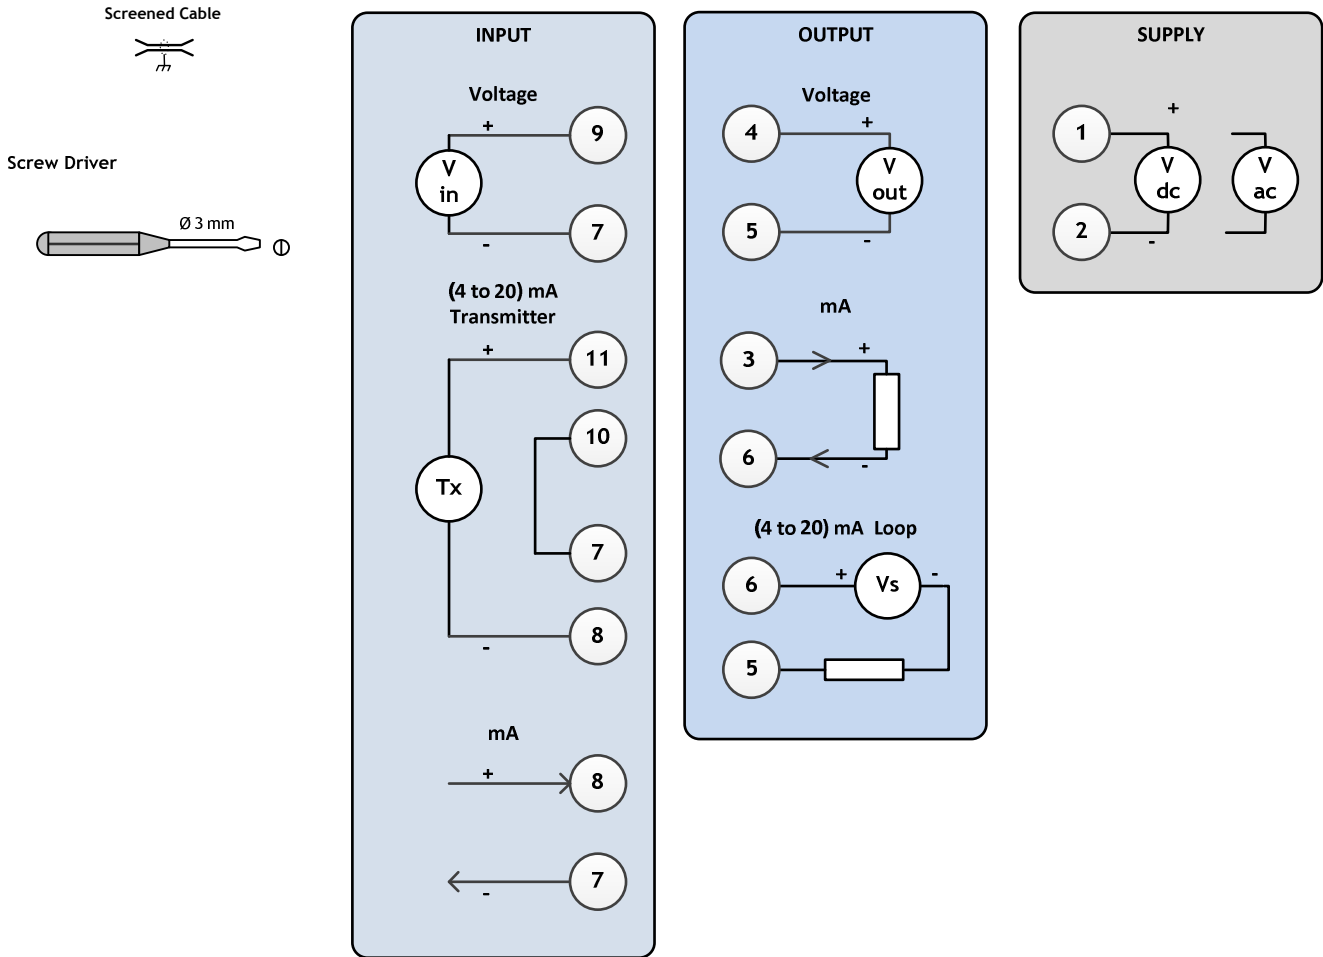 Screened Cable
Screw Driver
Ø 3 mm
INPUT
Voltage
+
9
V
in
-
7
(4 to 20) mA
Transmitter
+
11
10
Tx
7
-
8
mA
+
8
-
7
OUTPUT
Voltage
4
+
V
out
5
-
mA
3
+
6
-
(4 to 20) mA Loop
6
+
Vs
-
5
SUPPLY
+
1
V
dc
V
ac
2
-